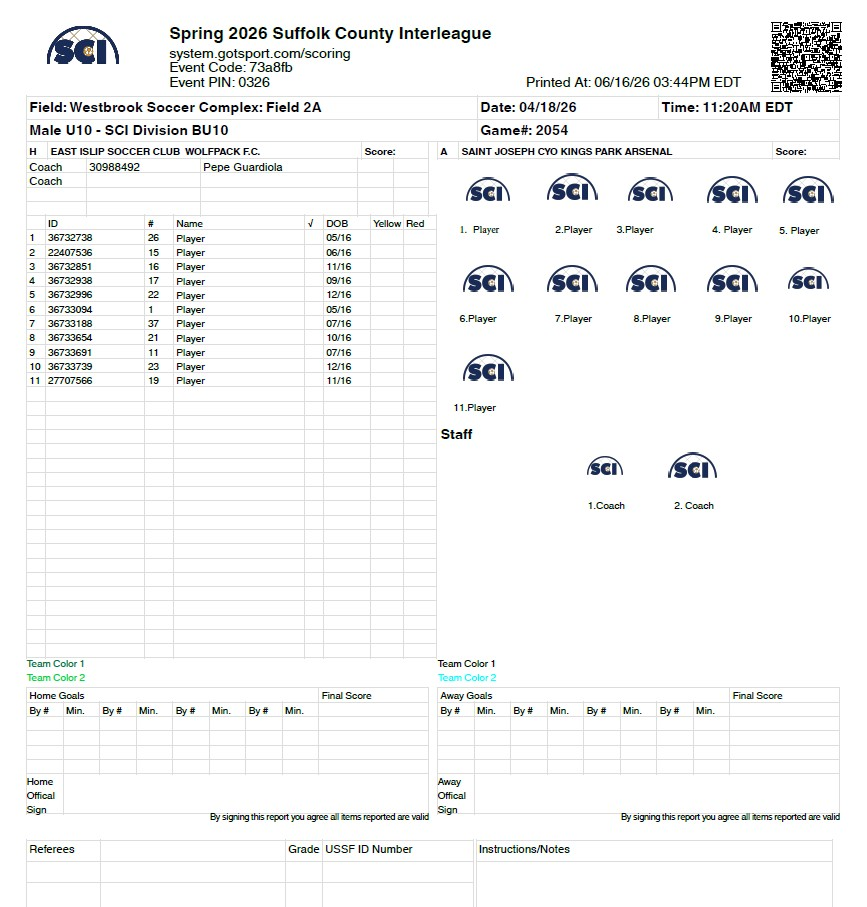 SCI
Spring 2026 Suffolk County Interleague
system.gotsport.com/scoring
Event Code: 73a8fb
Event PIN: 0326
Printed At: 06/16/26 03:44PM EDT
Field: Westbrook Soccer Complex: Field 2A Date: 04/18/26 Time: 11:20AM EDT
Male U10 - SCI Division BU10 Game#: 2054
H EAST ISLIP SOCCER CLUB WOLFPACK F.C. Score:
Coach 30988492 Pepe Guardiola
Coach
ID # Name √ DOB Yellow Red
1 36732738 26 Player 05/16
2 22407536 15 Player 06/16
3 36732851 16 Player 11/16
4 36732938 17 Player 09/16
5 36732996 22 Player 12/16
6 36733094 1 Player 05/16
7 36733188 37 Player 07/16
8 36733654 21 Player 10/16
9 36733691 11 Player 07/16
10 36733739 23 Player 12/16
11 27707566 19 Player 11/16
A SAINT JOSEPH CYO KINGS PARK ARSENAL Score:
SCI SCI SCI SCI SCI
1. Player 2.Player 3.Player 4. Player 5. Player
SCI SCI SCI SCI SCI
6.Player 7.Player 8.Player 9.Player 10.Player
SCI
11.Player
Staff
SCI SCI
1.Coach 2. Coach
Team Color 1
Team Color 2
Home Goals Final Score
By # Min. By # Min. By # Min. By # Min.
Home
Offical
Sign
By signing this report you agree all items reported are valid
Team Color 1
Team Color 2
Away Goals Final Score
By # Min. By # Min. By # Min. By # Min.
Away
Offical
Sign
By signing this report you agree all items reported are valid
Referees Grade USSF ID Number Instructions/Notes